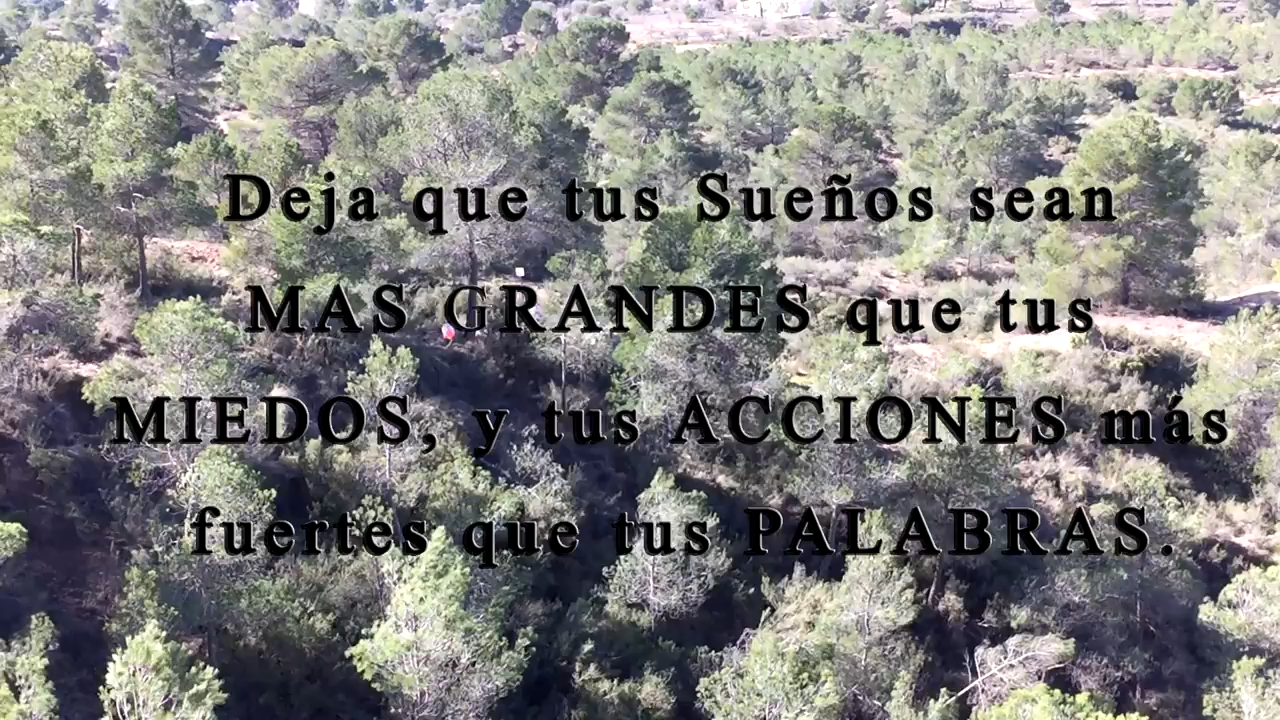 Deja que tus Sueños sean
MAS GRANDES que tus
MIEDOS, y tus ACCIONES más
fuertes que tus PALABRAS.